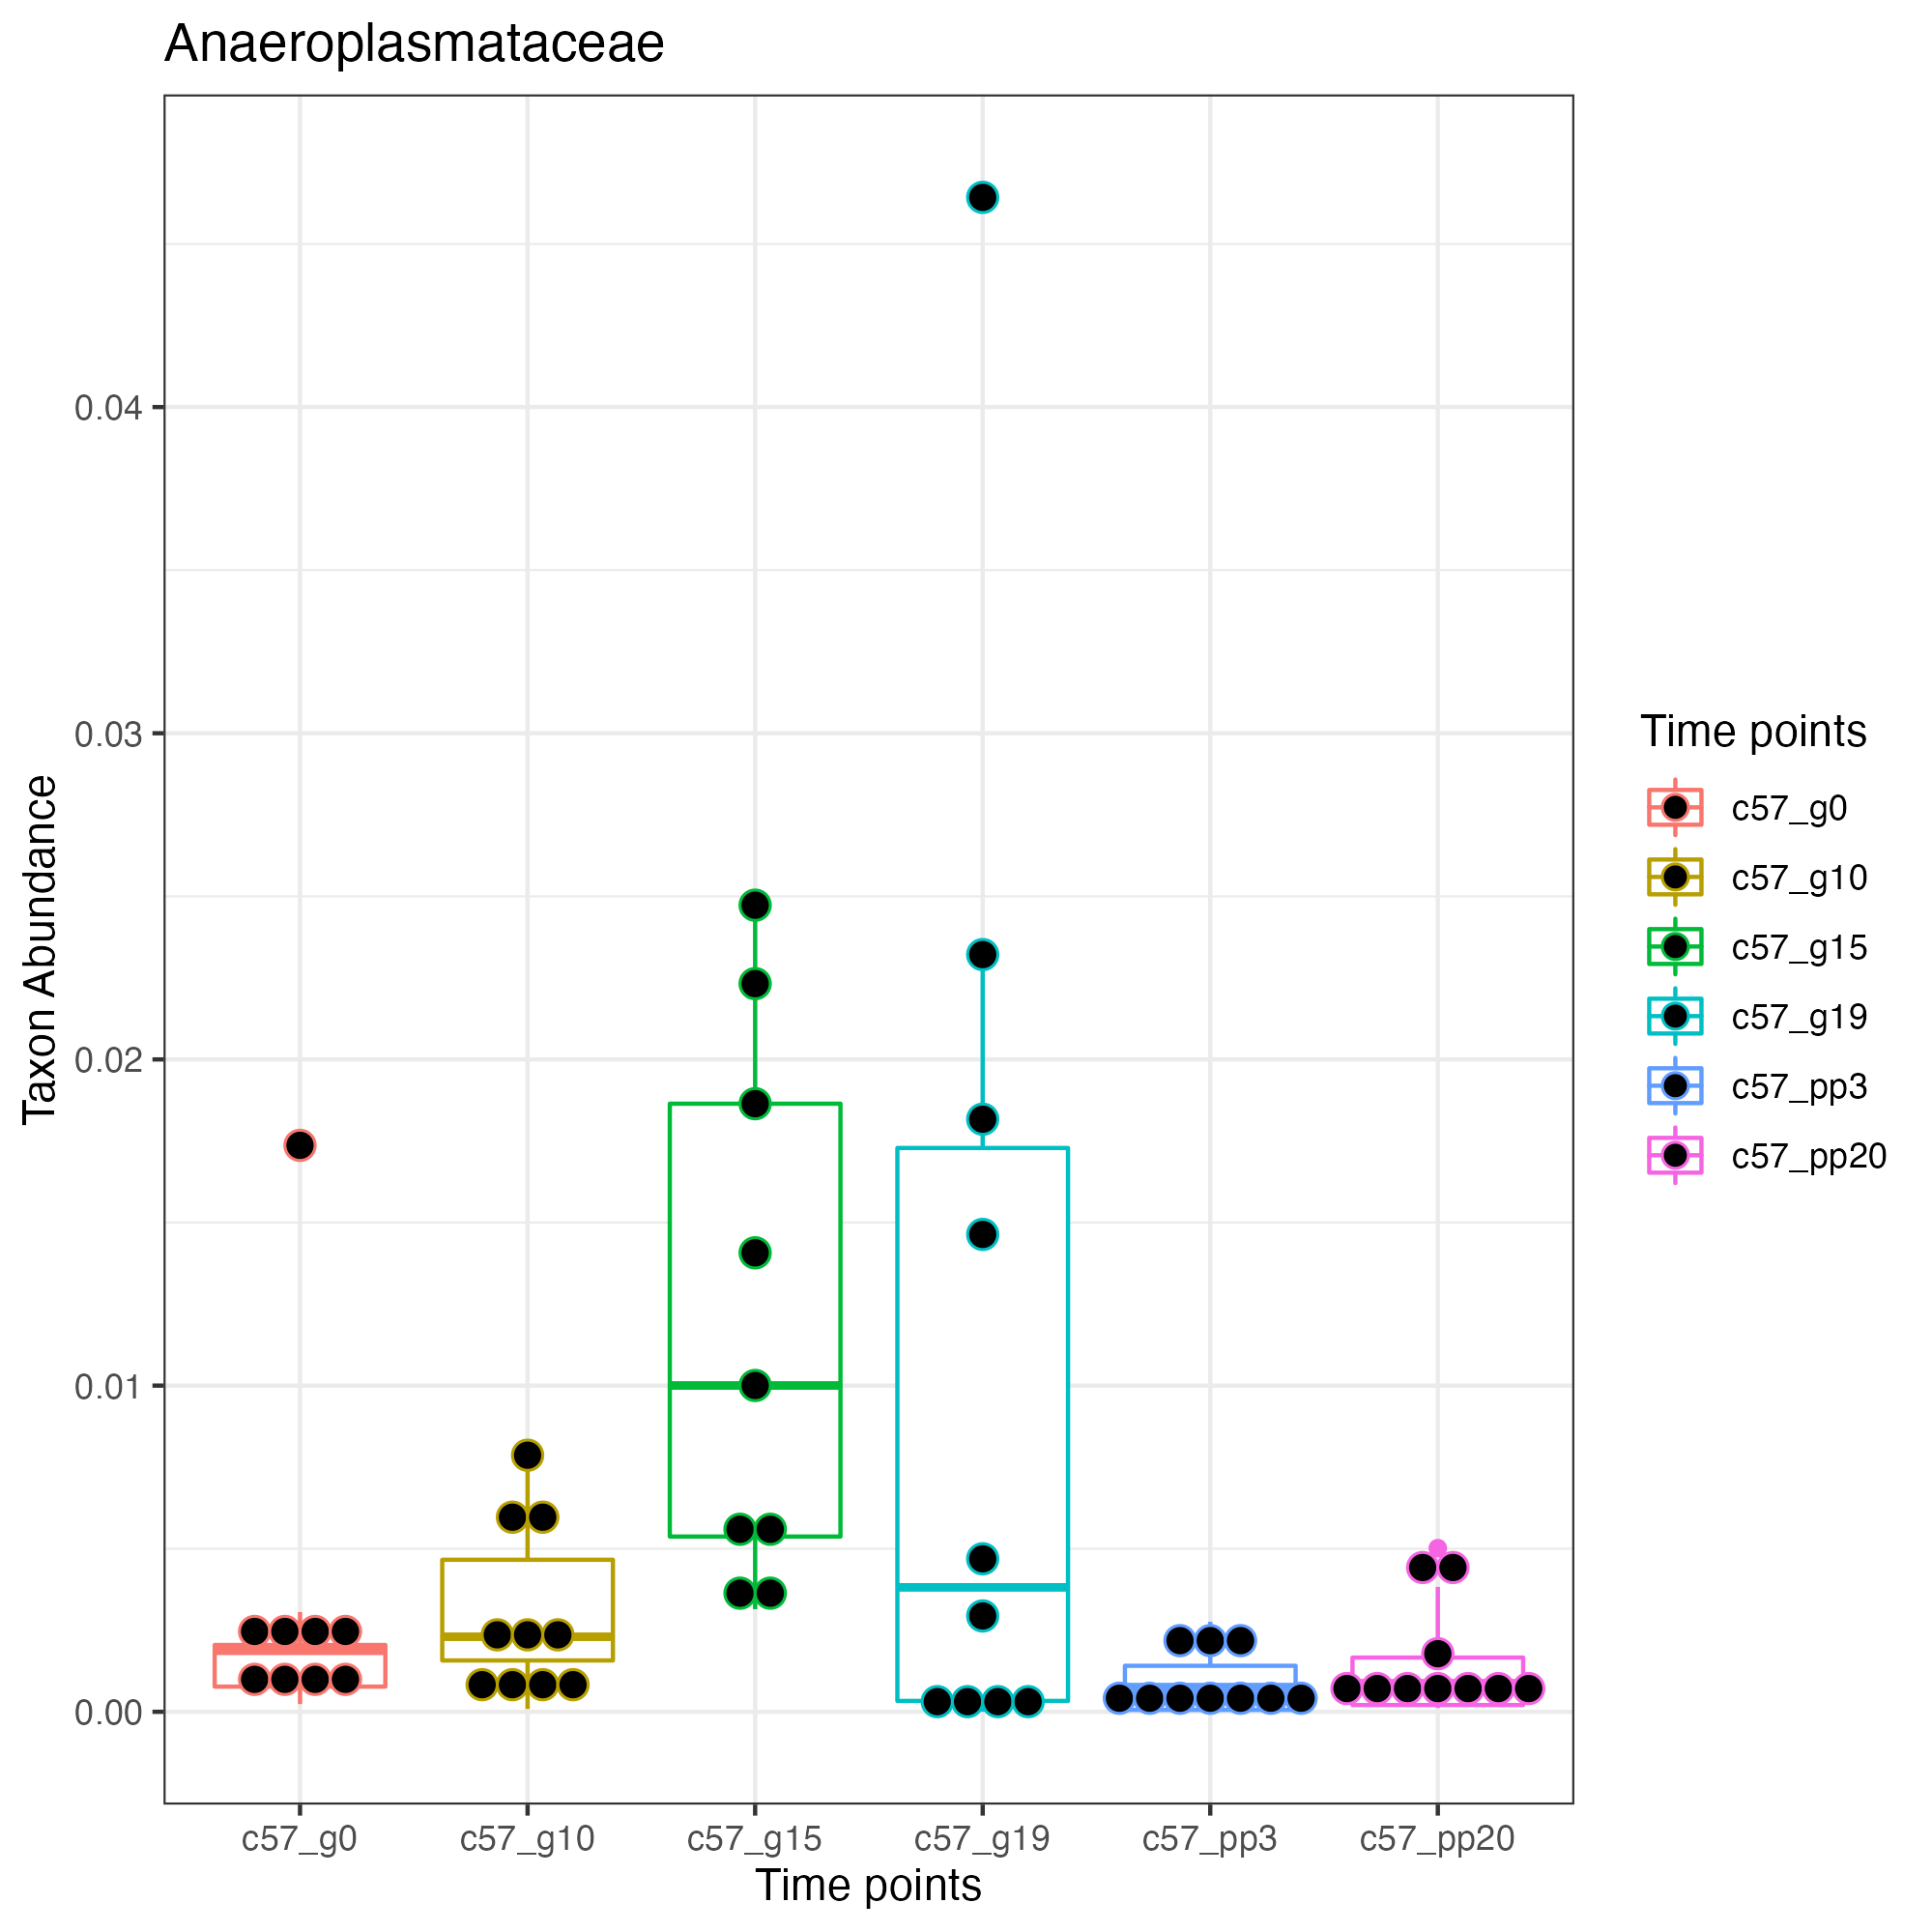 Anaeroplasmataceae
Taxon Abundance
0.04
0.03
0.02
0.01
0.00
c57_g0
c57_g10
c57_g15
c57_g19
c57_pp3
c57_pp20
Time points
Time points
c57_g0
c57_g10
c57_g15
c57_g19
c57_pp3
c57_pp20